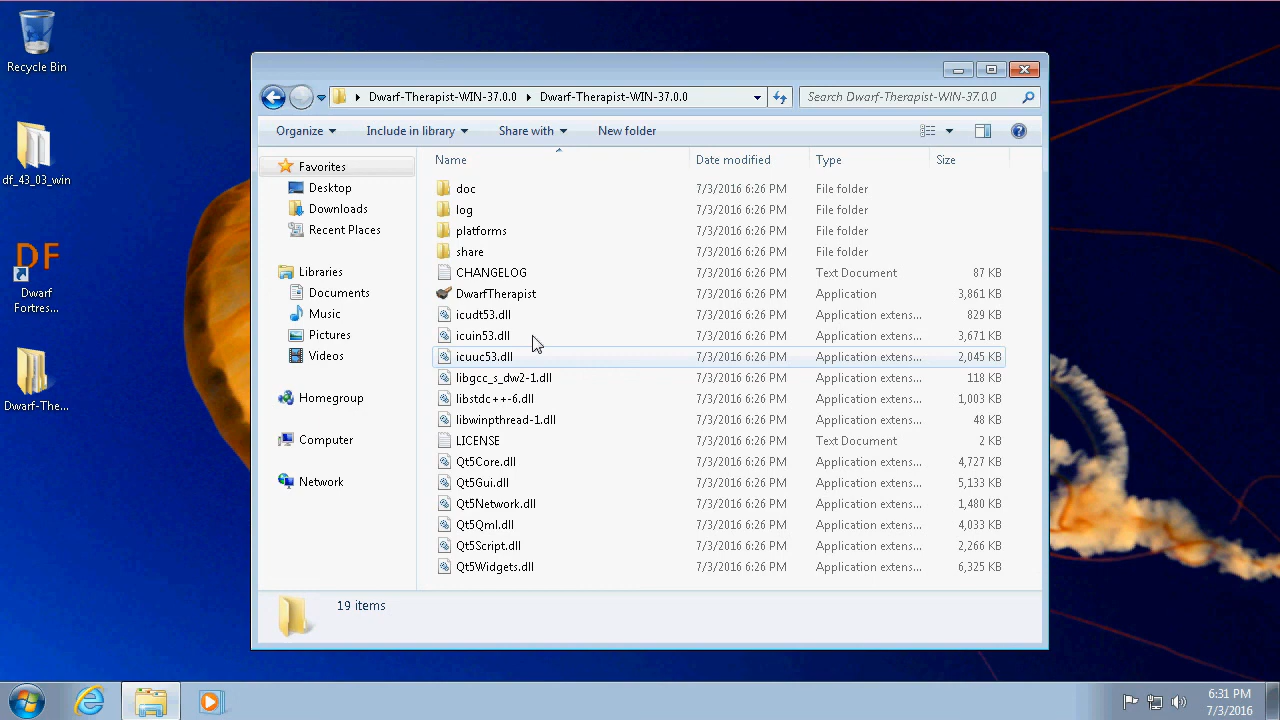 Recycle Bin
df_43_03_win
DF
Dwarf
Fortres...
Dwarf-The...
Dwarf-Therapist-WIN-37.0.0 Dwarf-Therapist-WIN-37.0.0
Search Dwarf-Therapist-WIN-37.0.0
Organize Include in library Share with New folder
Favorites
Desktop
Downloads
Recent Places
Libraries
Documents
Music
Pictures
Videos
Homegroup
Computer
Network
Name Date modified Type Size
doc 7/3/2016 6:26 PM File folder
log 7/3/2016 6:26 PM File folder
platforms 7/3/2016 6:26 PM File folder
share 7/3/2016 6:26 PM File folder
CHANGELOG 7/3/2016 6:26 PM Text Document 87 KB
DwarfTherapist 7/3/2016 6:26 PM Application 3,861 KB
icudt53.dll 7/3/2016 6:26 PM Application extens... 829 KB
icuin53.dll 7/3/2016 6:26 PM Application extens... 3,671 KB
icuuc53.dll 7/3/2016 6:26 PM Application extens... 2,045 KB
libgcc_s_dw2-1.dll 7/3/2016 6:26 PM Application extens... 118 KB
libstdc++-6.dll 7/3/2016 6:26 PM Application extens... 1,003 KB
libwinpthread-1.dll 7/3/2016 6:26 PM Application extens... 48 KB
LICENSE 7/3/2016 6:26 PM Text Document 2 KB
Qt5Core.dll 7/3/2016 6:26 PM Application extens... 4,727 KB
Qt5Gui.dll 7/3/2016 6:26 PM Application extens... 5,133 KB
Qt5Network.dll 7/3/2016 6:26 PM Application extens... 1,480 KB
Qt5Qml.dll 7/3/2016 6:26 PM Application extens... 4,033 KB
Qt5Script.dll 7/3/2016 6:26 PM Application extens... 2,266 KB
Qt5Widgets.dll 7/3/2016 6:26 PM Application extens... 6,325 KB
19 items
6:31 PM
7/3/2016